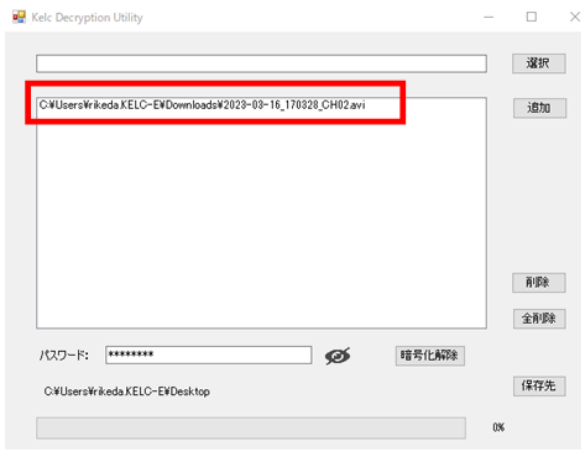 Kelc Decryption Utility
選択
C:¥Users¥rikeda.KELC-E¥Downloads¥2023-03-16_170328_CH02.avi
追加
削除
全削除
パスワード: ********
暗号化解除
C:¥Users¥rikeda.KELC-E¥Desktop
保存先
0%